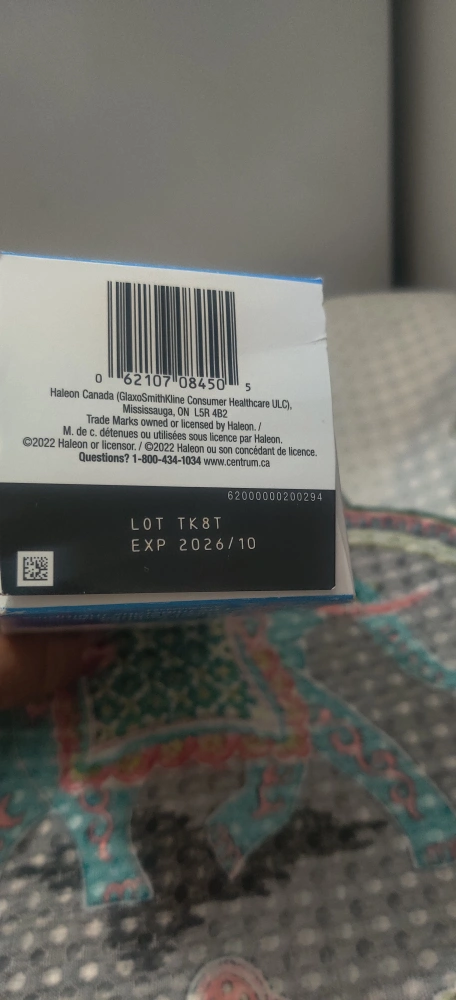 0 62107 08450 5
Haleon Canada (GlaxoSmithKline Consumer Healthcare ULC),
Mississauga, ON L5R 4B2
Trade Marks owned or licensed by Haleon. /
M. de c. détenues ou utilisées sous licence par Haleon.
©2022 Haleon or licensor. / ©2022 Haleon ou son concédant de licence.
Questions? 1-800-434-1034 www.centrum.ca
62000000200294
LOT TK8T
EXP 2026/10